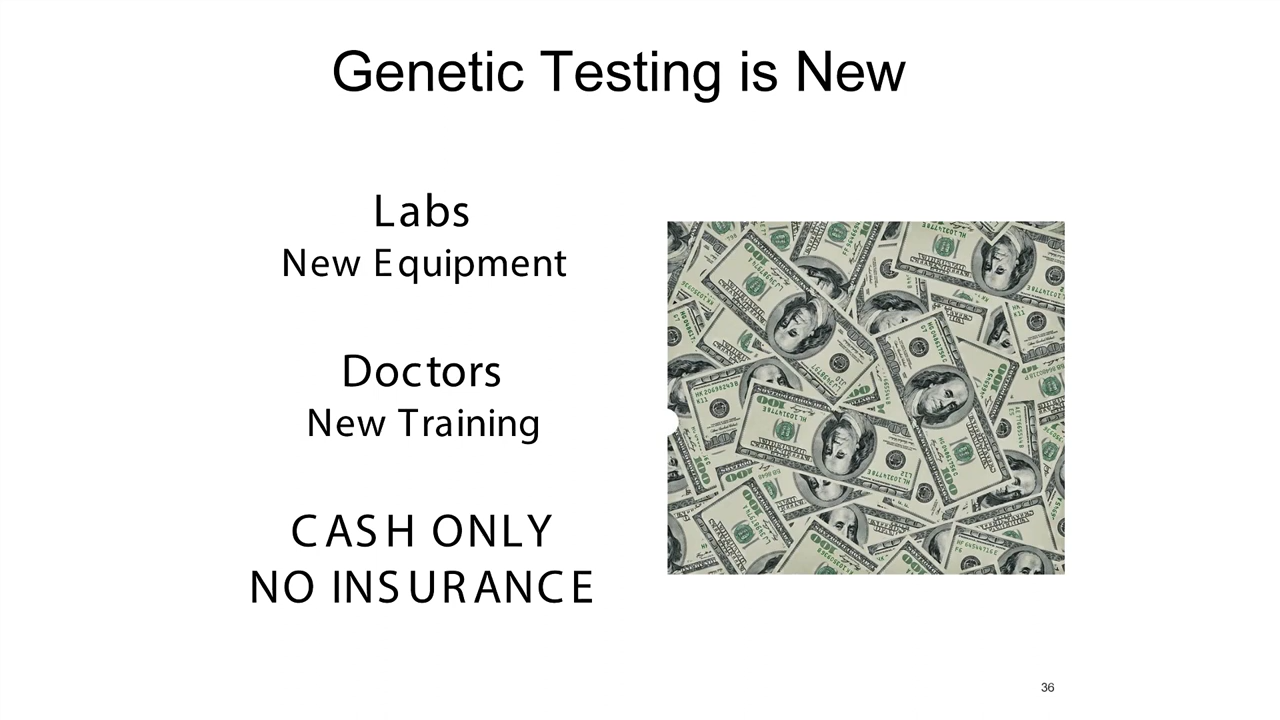 Genetic Testing is New
Labs
New Equipment
Doctors
New Training
CASH ONLY
NO INSURANCE
36